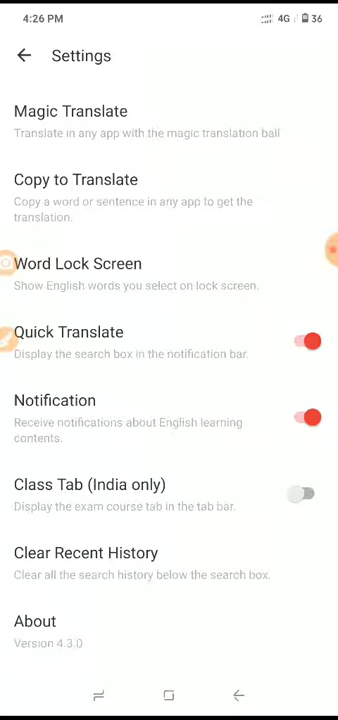 4:26 PM 4G 36
Settings
Magic Translate
Translate in any app with the magic translation ball
Copy to Translate
Copy a word or sentence in any app to get the
translation.
Word Lock Screen
Show English words you select on lock screen.
Quick Translate
Display the search box in the notification bar.
Notification
Receive notifications about English learning
contents.
Class Tab (India only)
Display the exam course tab in the tab bar.
Clear Recent History
Clear all the search history below the search box.
About
Version 4.3.0